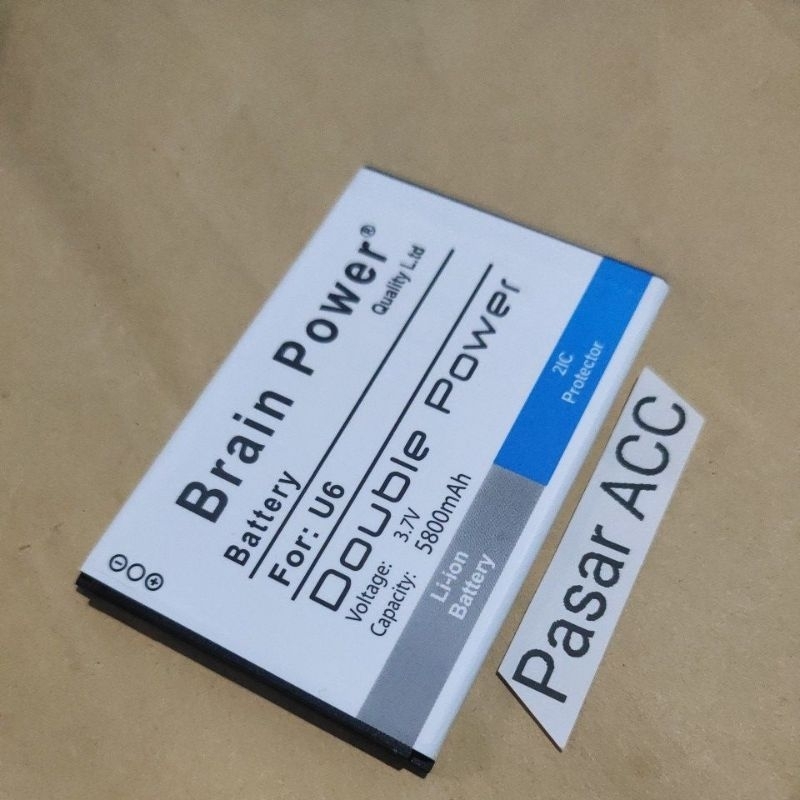 Brain Power®
Quality L.td
Battery
For: U6
Double Power
Voltage: 3.7V
Capacity: 5800mAh
Li-ion
Battery
2IC
Protector
Pasar ACC